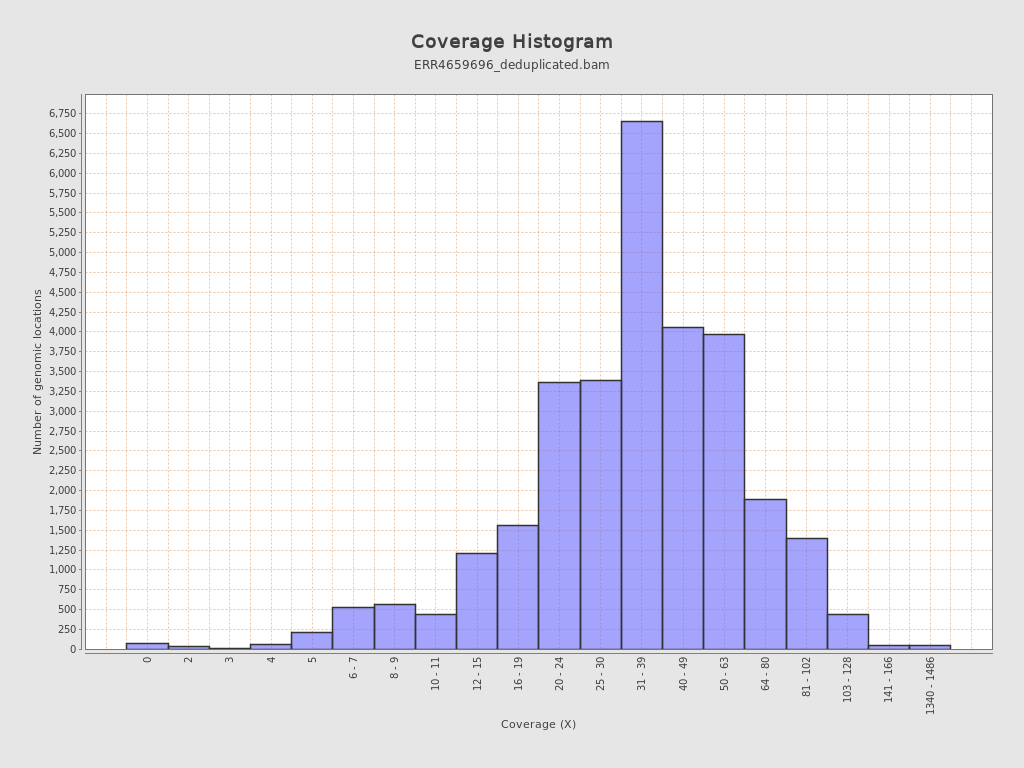 Coverage Histogram
ERR4659696_deduplicated.bam
Number of genomic locations
6,750
6,500
6,250
6,000
5,750
5,500
5,250
5,000
4,750
4,500
4,250
4,000
3,750
3,500
3,250
3,000
2,750
2,500
2,250
2,000
1,750
1,500
1,250
1,000
750
500
250
0
0
2
3
4
5
6 - 7
8 - 9
10 - 11
12 - 15
16 - 19
20 - 24
25 - 30
31 - 39
40 - 49
50 - 63
64 - 80
81 - 102
103 - 128
141 - 166
1340 - 1486
Coverage (X)